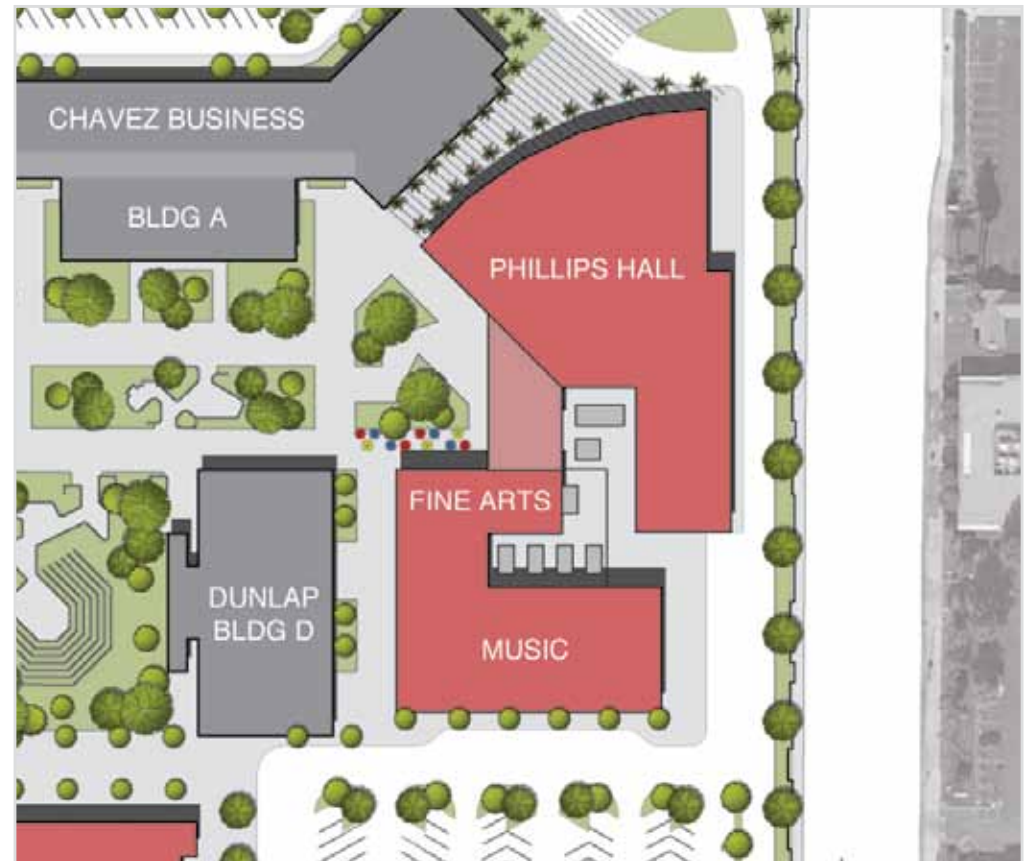 CHAVEZ BUSINESS
BLDG A
PHILLIPS HALL
FINE ARTS
DUNLAP
BLDG D
MUSIC